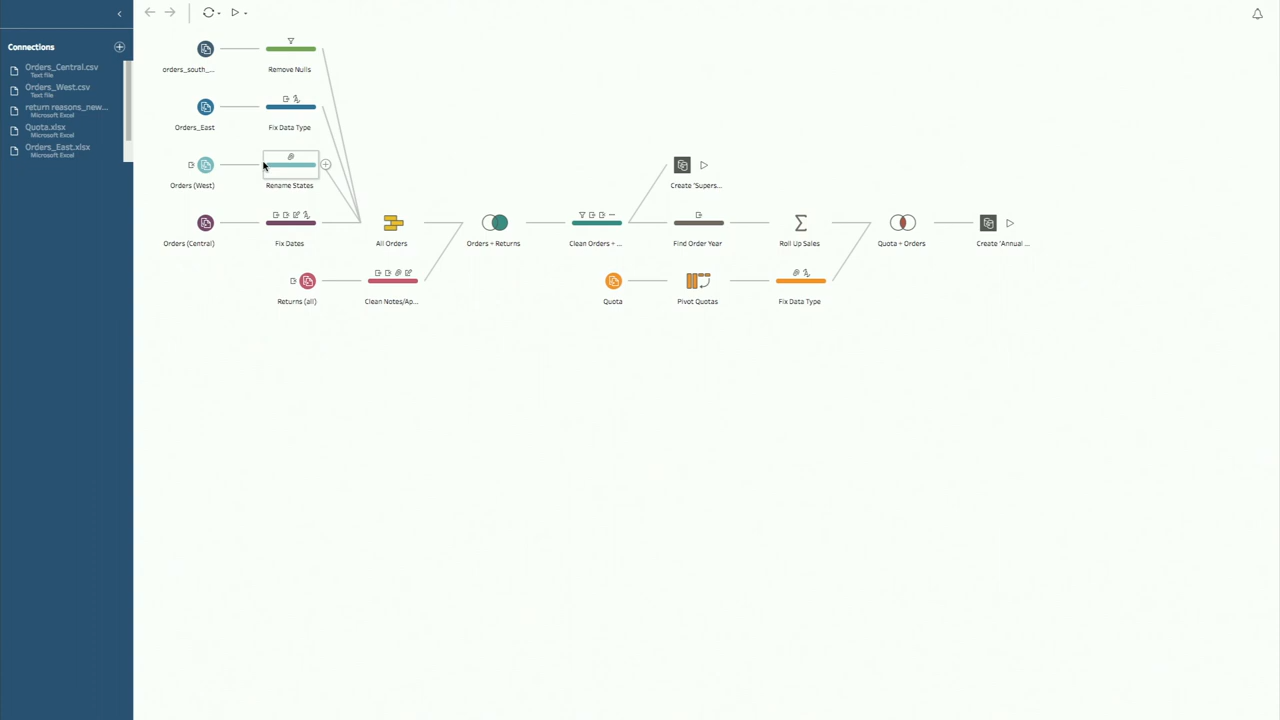 Connections
Orders_Central.csv
Text file
Orders_West.csv
Text file
return reasons_new...
Microsoft Excel
Quota.xlsx
Microsoft Excel
Orders_East.xlsx
Microsoft Excel
orders_south_...
Remove Nulls
Orders_East
Fix Data Type
Orders (West)
Rename States
Create 'Supers...
Orders (Central)
Fix Dates
All Orders
Orders + Returns
Clean Orders + ...
Find Order Year
Roll Up Sales
Quota + Orders
Create 'Annual ...
Returns (all)
Clean Notes/Ap...
Quota
Pivot Quotas
Fix Data Type